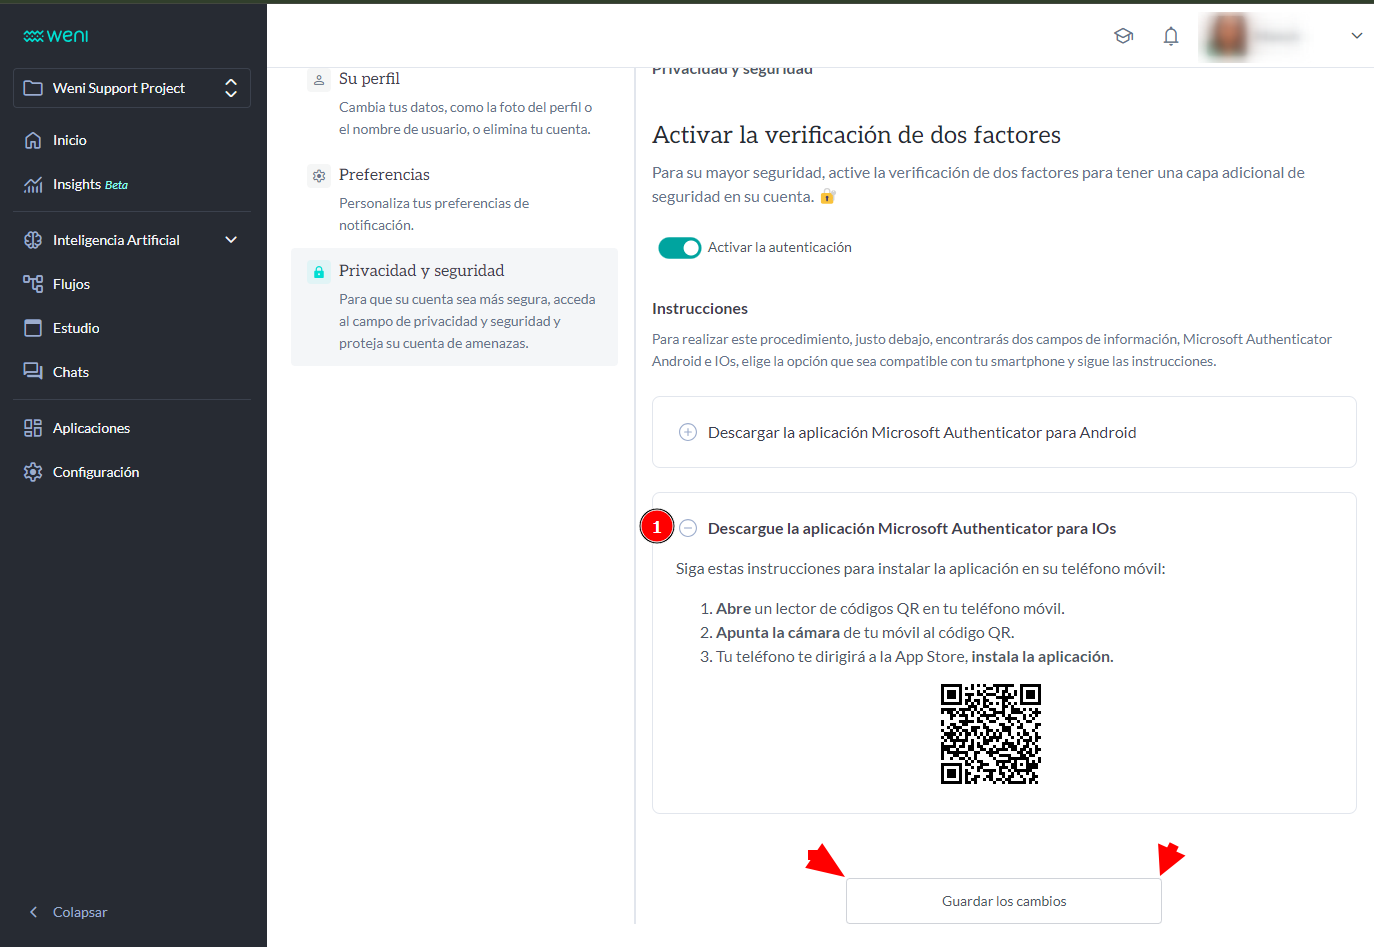 weni
Weni Support Project
Inicio
Insights Beta
Inteligencia Artificial
Flujos
Estudio
Chats
Aplicaciones
Configuración
Colapsar
Su perfil
Cambia tus datos, como la foto del perfil o
el nombre de usuario, o elimina tu cuenta.
Preferencias
Personaliza tus preferencias de
notificación.
Privacidad y seguridad
Para que su cuenta sea más segura, acceda
al campo de privacidad y seguridad y
proteja su cuenta de amenazas.
Privacidad y seguridad
Activar la verificación de dos factores
Para su mayor seguridad, active la verificación de dos factores para tener una capa adicional de
seguridad en su cuenta. 🔐
Activar la autenticación
Instrucciones
Para realizar este procedimiento, justo debajo, encontrarás dos campos de información, Microsoft Authenticator
Android e IOs, elige la opción que sea compatible con tu smartphone y sigue las instrucciones.
Descargar la aplicación Microsoft Authenticator para Android
1
Descargue la aplicación Microsoft Authenticator para IOs
Siga estas instrucciones para instalar la aplicación en su teléfono móvil:
1. Abre un lector de códigos QR en tu teléfono móvil.
2. Apunta la cámara de tu móvil al código QR.
3. Tu teléfono te dirigirá a la App Store, instala la aplicación.
Guardar los cambios